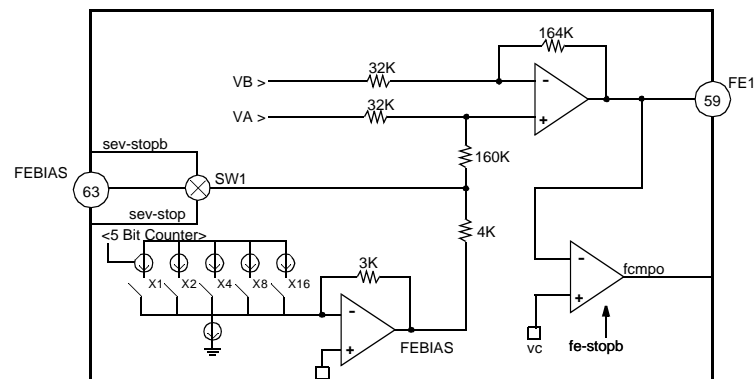 164K
32K
VB >
FE1
32K
59
VA >
sev-stopb
160K
FEBIAS
SW1
63
sev-stop
<5 Bit Counter>
4K
3K
X1 X2 X4 X8 X16
fcmpo
FEBIAS
vc
fe-stopb